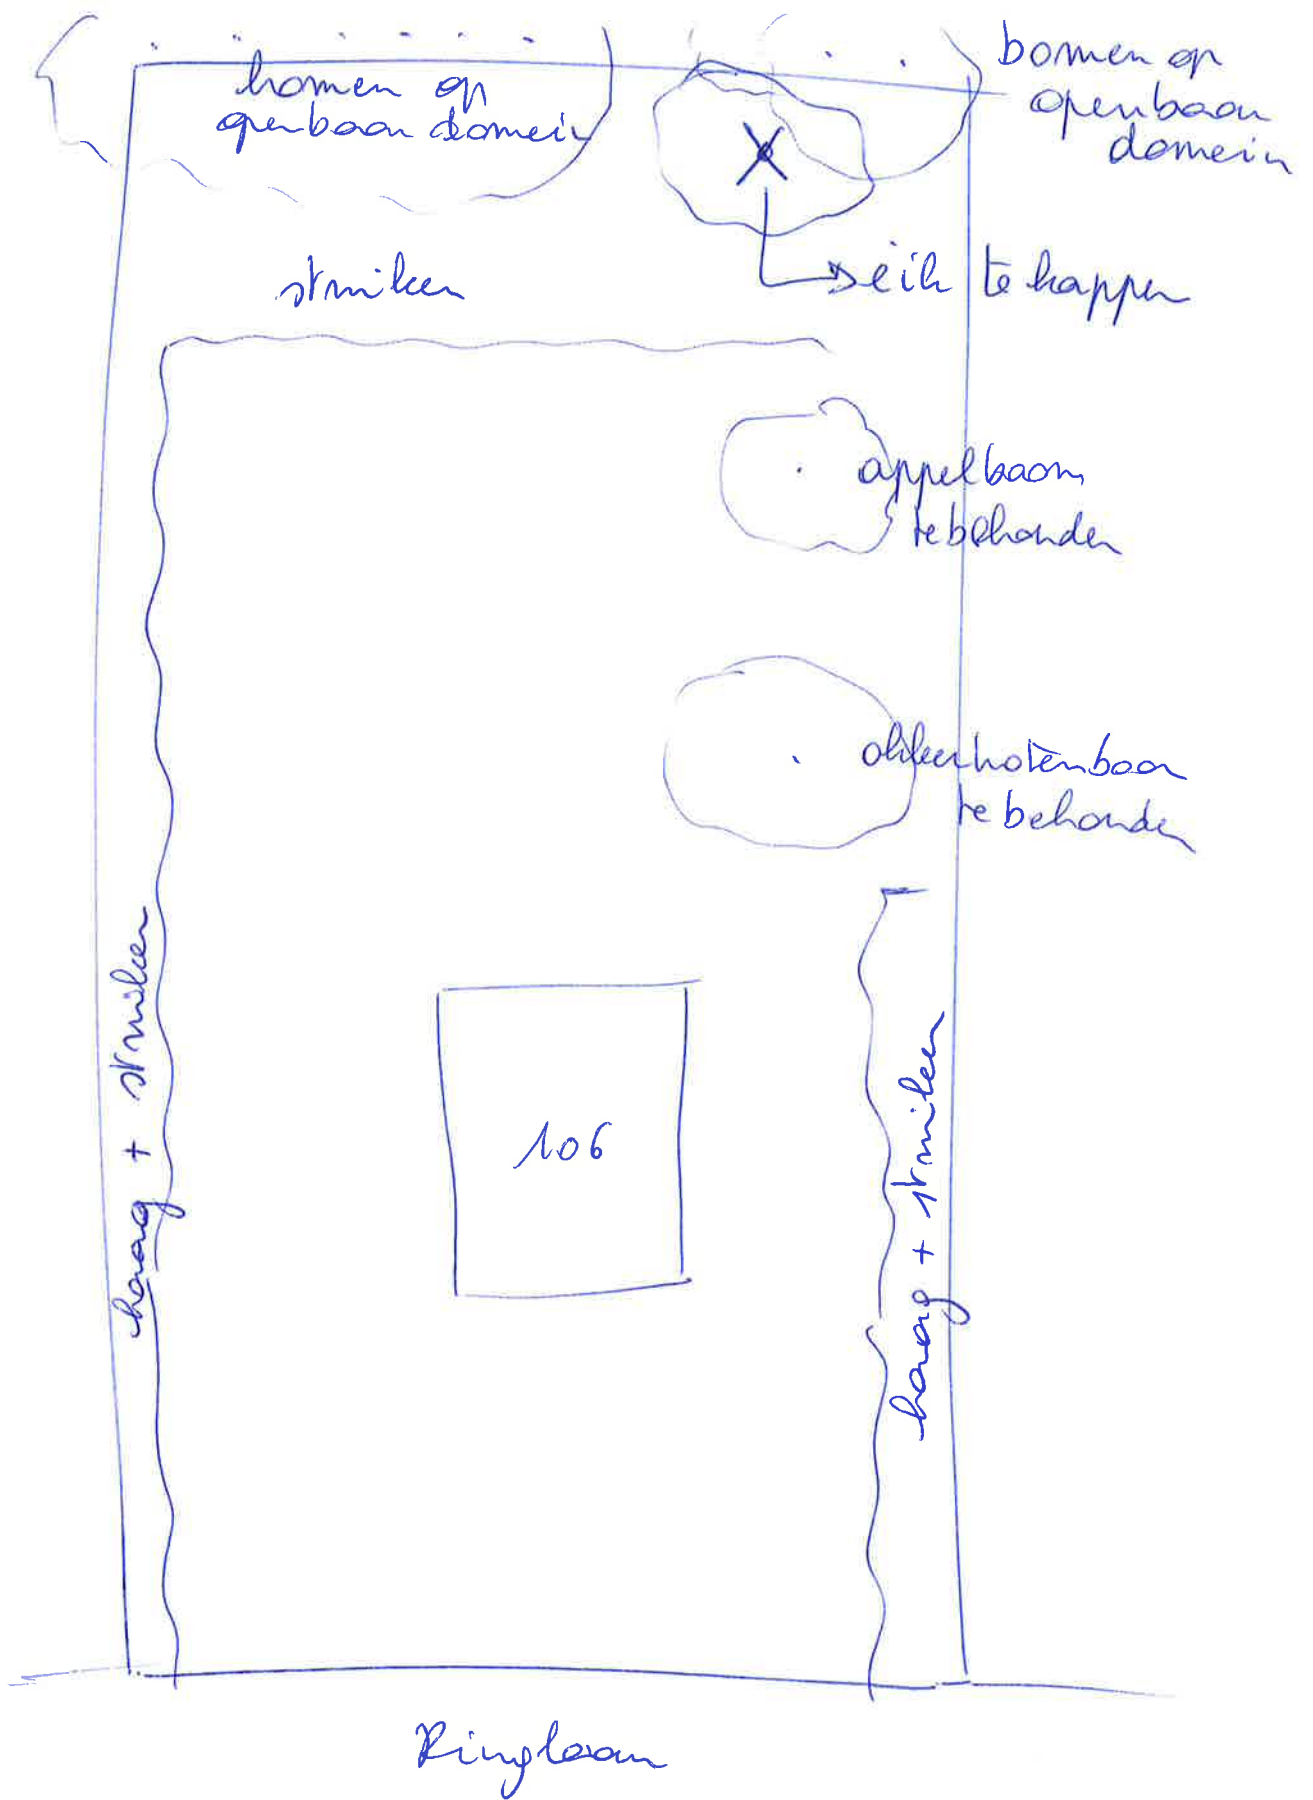 bomen op
openbaar domein
bomen op
openbaar
domein
struiken
eik te kappen
appelboom
te behouden
okkernotenboom
te behouden
haag + struiken
106
haag + struiken
Ringlaan